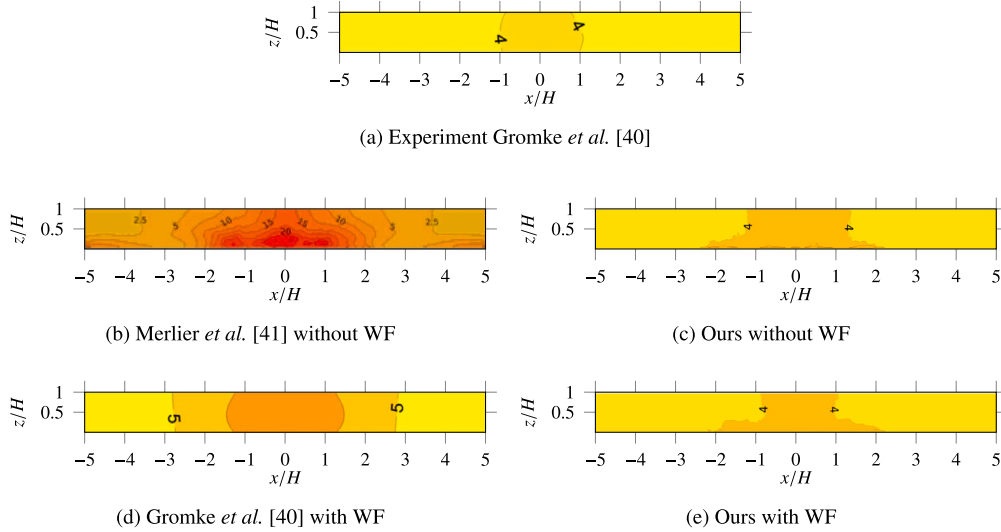 1
0.5
z/H
4
4
−5 −4 −3 −2 −1 0 1 2 3 4 5
x/H
(a) Experiment Gromke et al. [40]
1
0.5
z/H
2.5 5 10 15 20 15 10 5 2.5
−5 −4 −3 −2 −1 0 1 2 3 4 5
x/H
(b) Merlier et al. [41] without WF
1
0.5
z/H
4 4
−5 −4 −3 −2 −1 0 1 2 3 4 5
x/H
(c) Ours without WF
1
0.5
z/H
5 5
−5 −4 −3 −2 −1 0 1 2 3 4 5
x/H
(d) Gromke et al. [40] with WF
1
0.5
z/H
4 4
−5 −4 −3 −2 −1 0 1 2 3 4 5
x/H
(e) Ours with WF